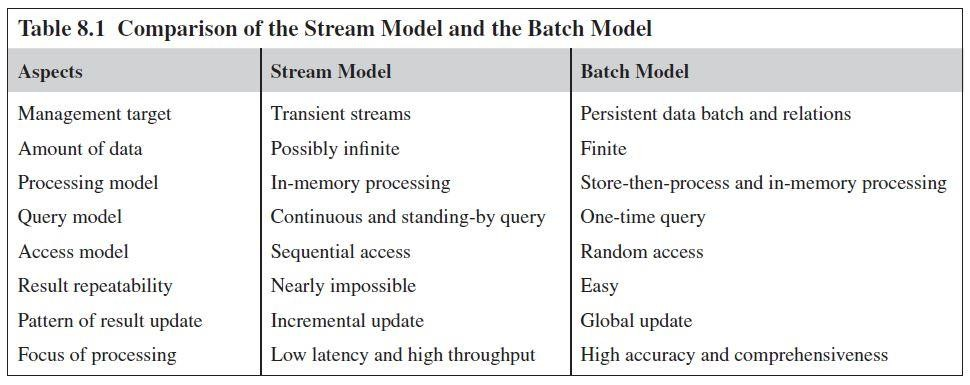 Table 8.1 Comparison of the Stream Model and the Batch Model
Aspects Stream Model Batch Model
Management target Transient streams Persistent data batch and relations
Amount of data Possibly infinite Finite
Processing model In-memory processing Store-then-process and in-memory processing
Query model Continuous and standing-by query One-time query
Access model Sequential access Random access
Result repeatability Nearly impossible Easy
Pattern of result update Incremental update Global update
Focus of processing Low latency and high throughput High accuracy and comprehensiveness